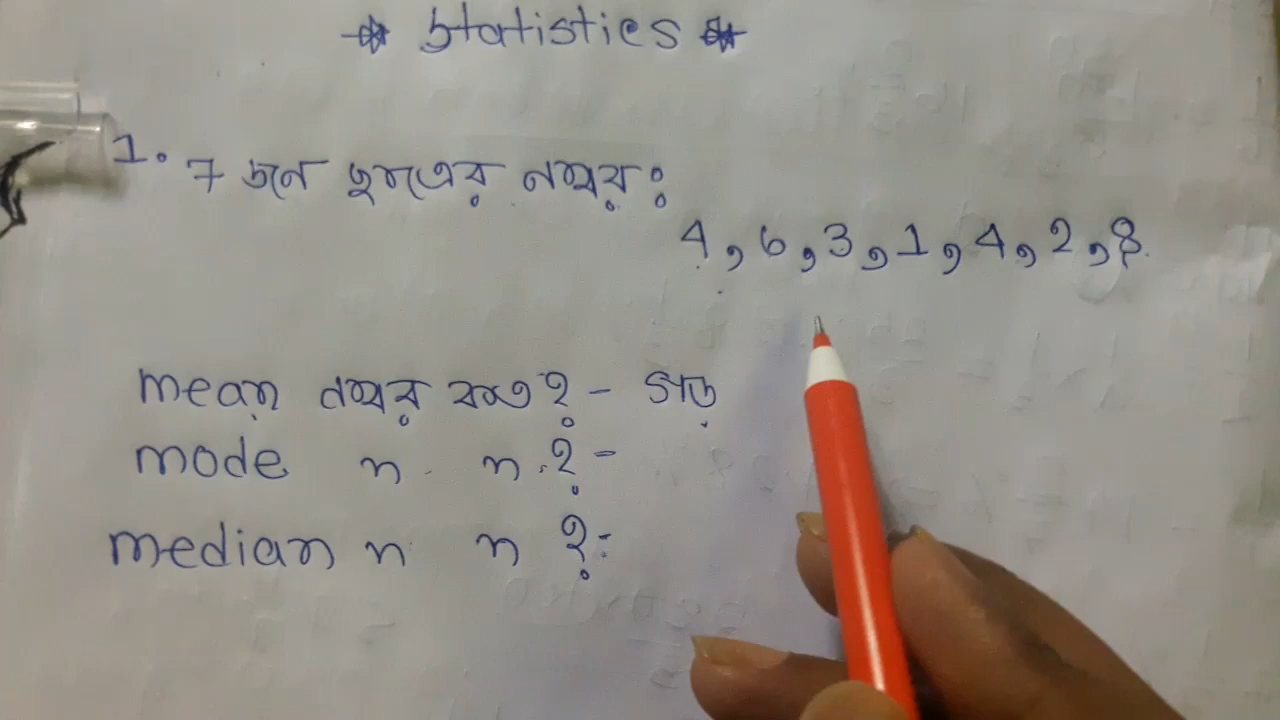 Statistics
1. 7 জন ছাত্রের নম্বর:
4, 6, 3, 1, 4, 2, 8
mean নম্বর কত? - গড়
mode " " ? -
median " " ? -